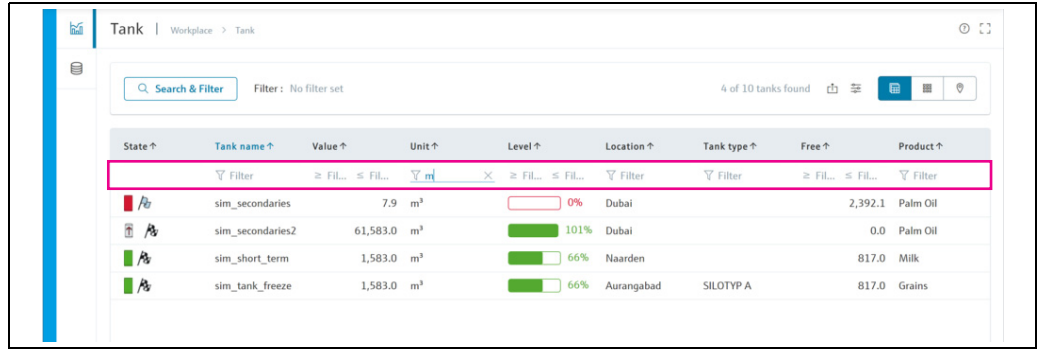 Tank | Workplace > Tank
Search & Filter Filter : No filter set 4 of 10 tanks found
State ↑ Tank name ↑ Value ↑ Unit ↑ Level ↑ Location ↑ Tank type ↑ Free ↑ Product ↑
Filter ≥ Fil... ≤ Fil... m ≥ Fil... ≤ Fil... Filter Filter ≥ Fil... ≤ Fil... Filter
sim_secondaries 7.9 m³ 0% Dubai 2,392.1 Palm Oil
sim_secondaries2 61,583.0 m³ 101% Dubai 0.0 Palm Oil
sim_short_term 1,583.0 m³ 66% Naarden 817.0 Milk
sim_tank_freeze 1,583.0 m³ 66% Aurangabad SILOTYP A 817.0 Grains